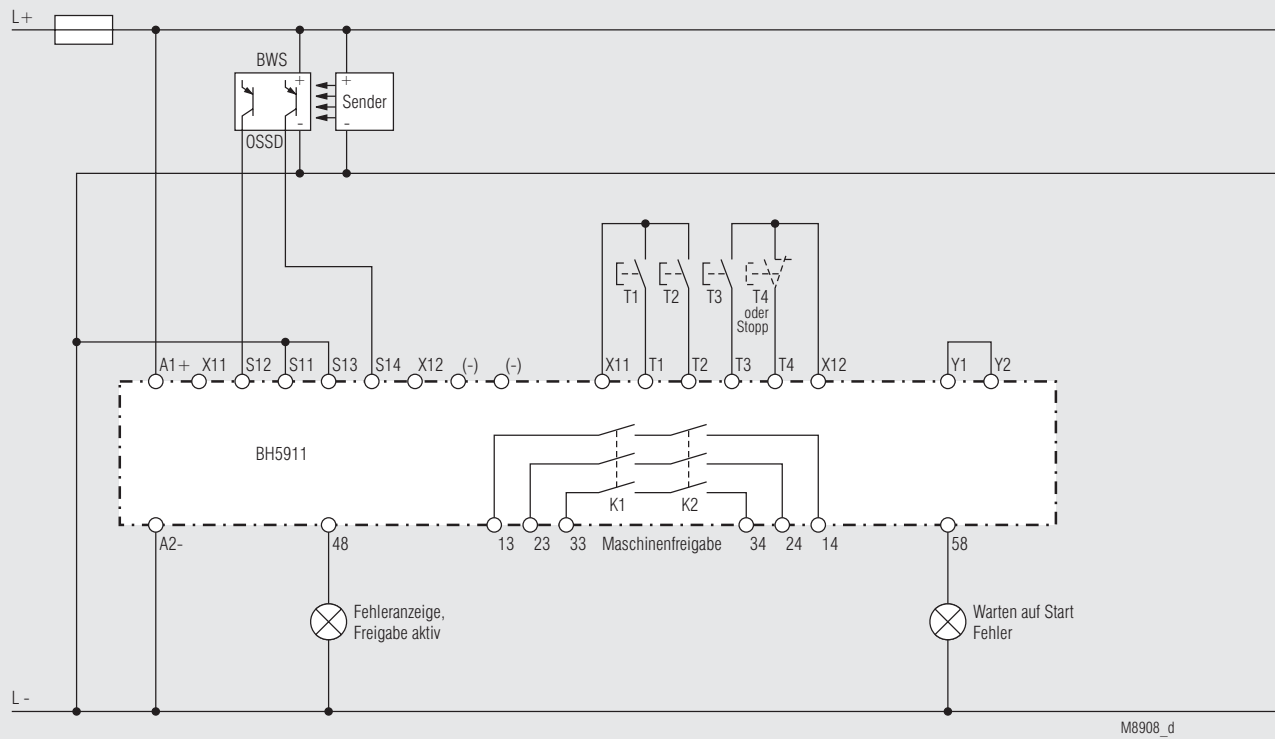 L+
BWS
+
+
Sender
-
-
OSSD
T1
T2
T3
T4
oder
Stopp
A1+
X11
S12
S11
S13
S14
X12
(-)
(-)
X11
T1
T2
T3
T4
X12
Y1
Y2
BH5911
K1
K2
A2-
48
13
23
33
Maschinenfreigabe
34
24
14
58
Fehleranzeige,
Freigabe aktiv
Warten auf Start
Fehler
L -
M8908_d